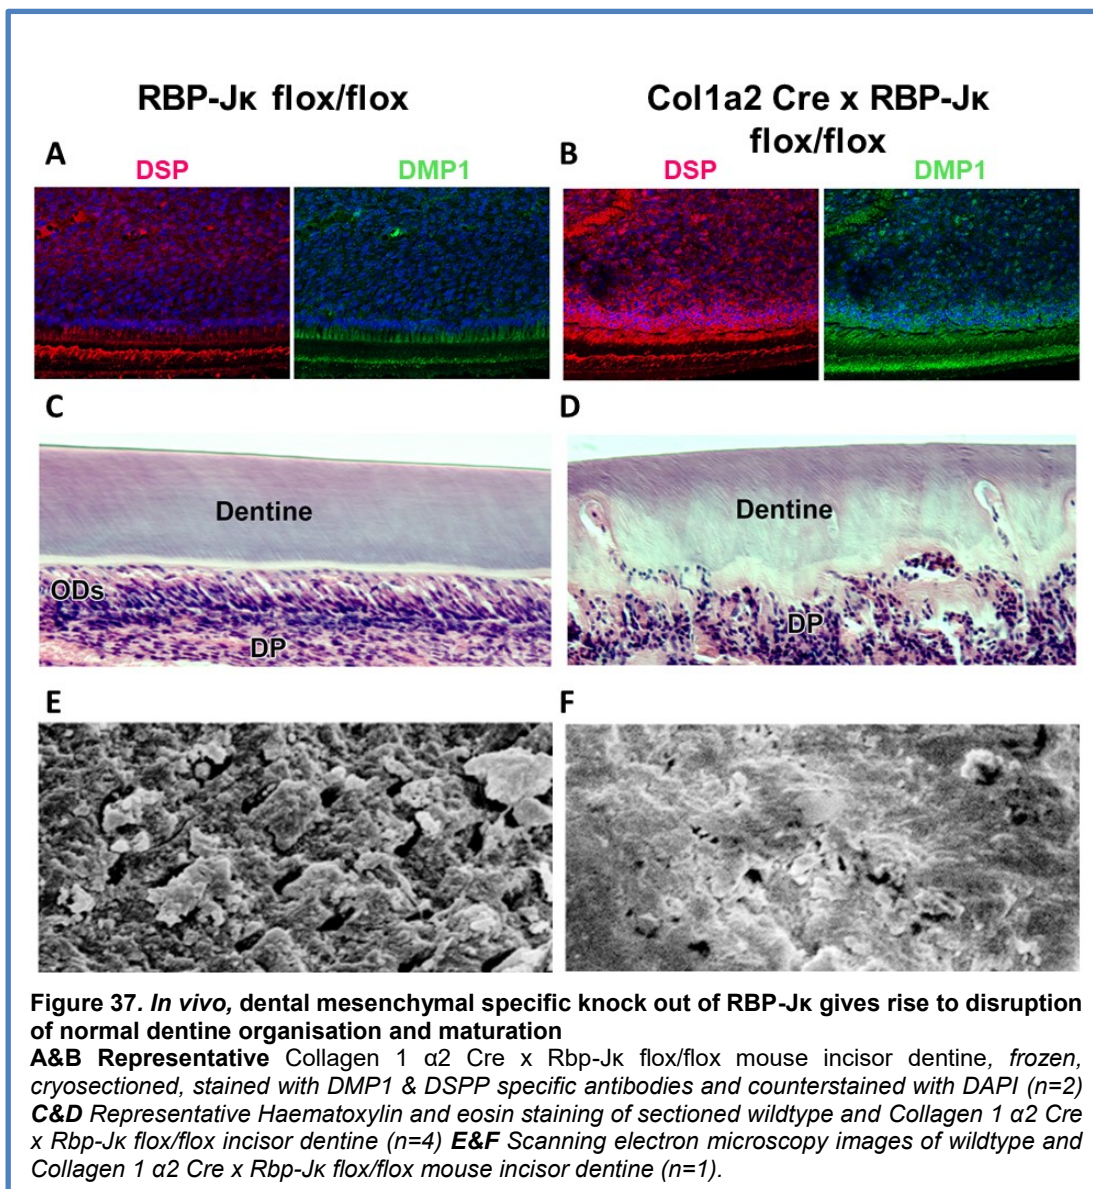 RBP-Jκ flox/flox
Col1a2 Cre x RBP-Jκ
flox/flox
A
DSP
DMP1
B
DSP
DMP1
C
Dentine
ODs
DP
D
Dentine
DP
E
F
Figure 37. In vivo, dental mesenchymal specific knock out of RBP-Jκ gives rise to disruption
of normal dentine organisation and maturation
A&B Representative Collagen 1 α2 Cre x Rbp-Jκ flox/flox mouse incisor dentine, frozen,
cryosectioned, stained with DMP1 & DSPP specific antibodies and counterstained with DAPI (n=2)
C&D Representative Haematoxylin and eosin staining of sectioned wildtype and Collagen 1 α2 Cre
x Rbp-Jκ flox/flox incisor dentine (n=4) E&F Scanning electron microscopy images of wildtype and
Collagen 1 α2 Cre x Rbp-Jκ flox/flox mouse incisor dentine (n=1).